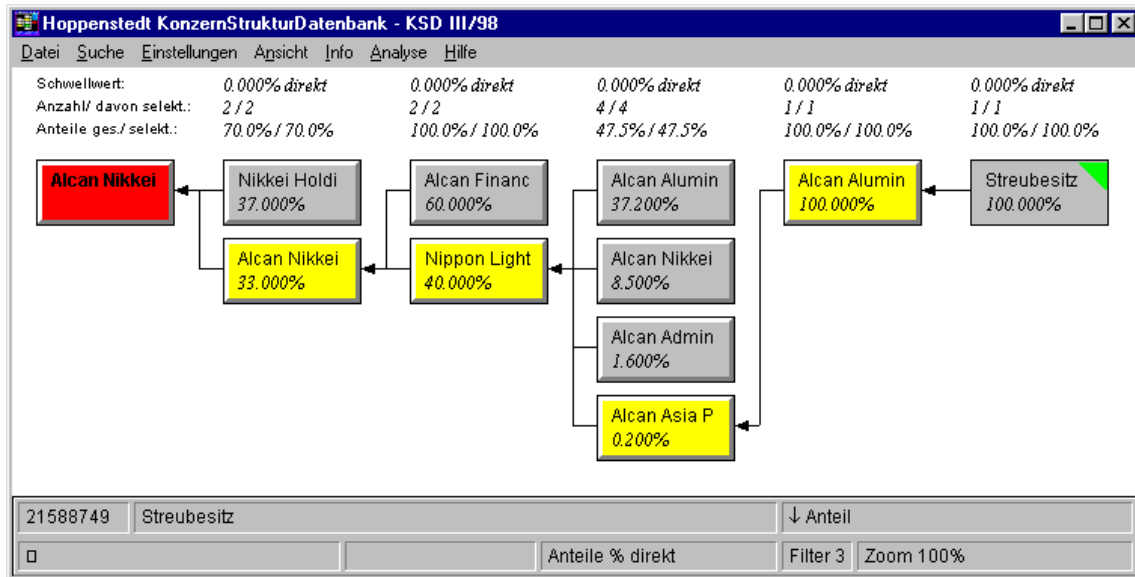 Hoppenstedt KonzernStrukturDatenbank - KSD III/98
Datei Suche Einstellungen Ansicht Info Analyse Hilfe
Schwellwert: 0.000% direkt 0.000% direkt 0.000% direkt 0.000% direkt 0.000% direkt
Anzahl/ davon selekt.: 2 / 2 2 / 2 4 / 4 1 / 1 1 / 1
Anteile ges./ selekt.: 70.0% / 70.0% 100.0% / 100.0% 47.5% / 47.5% 100.0% / 100.0% 100.0% / 100.0%
Alcan Nikkei Nikkei Holdi Alcan Financ Alcan Alumin Alcan Alumin Streubesitz
37.000% 60.000% 37.200% 100.000% 100.000%
Alcan Nikkei Nippon Light Alcan Nikkei
33.000% 40.000% 8.500%
Alcan Admin
1.600%
Alcan Asia P
0.200%
21588749 Streubesitz ↓ Anteil
Anteile % direkt Filter 3 Zoom 100%